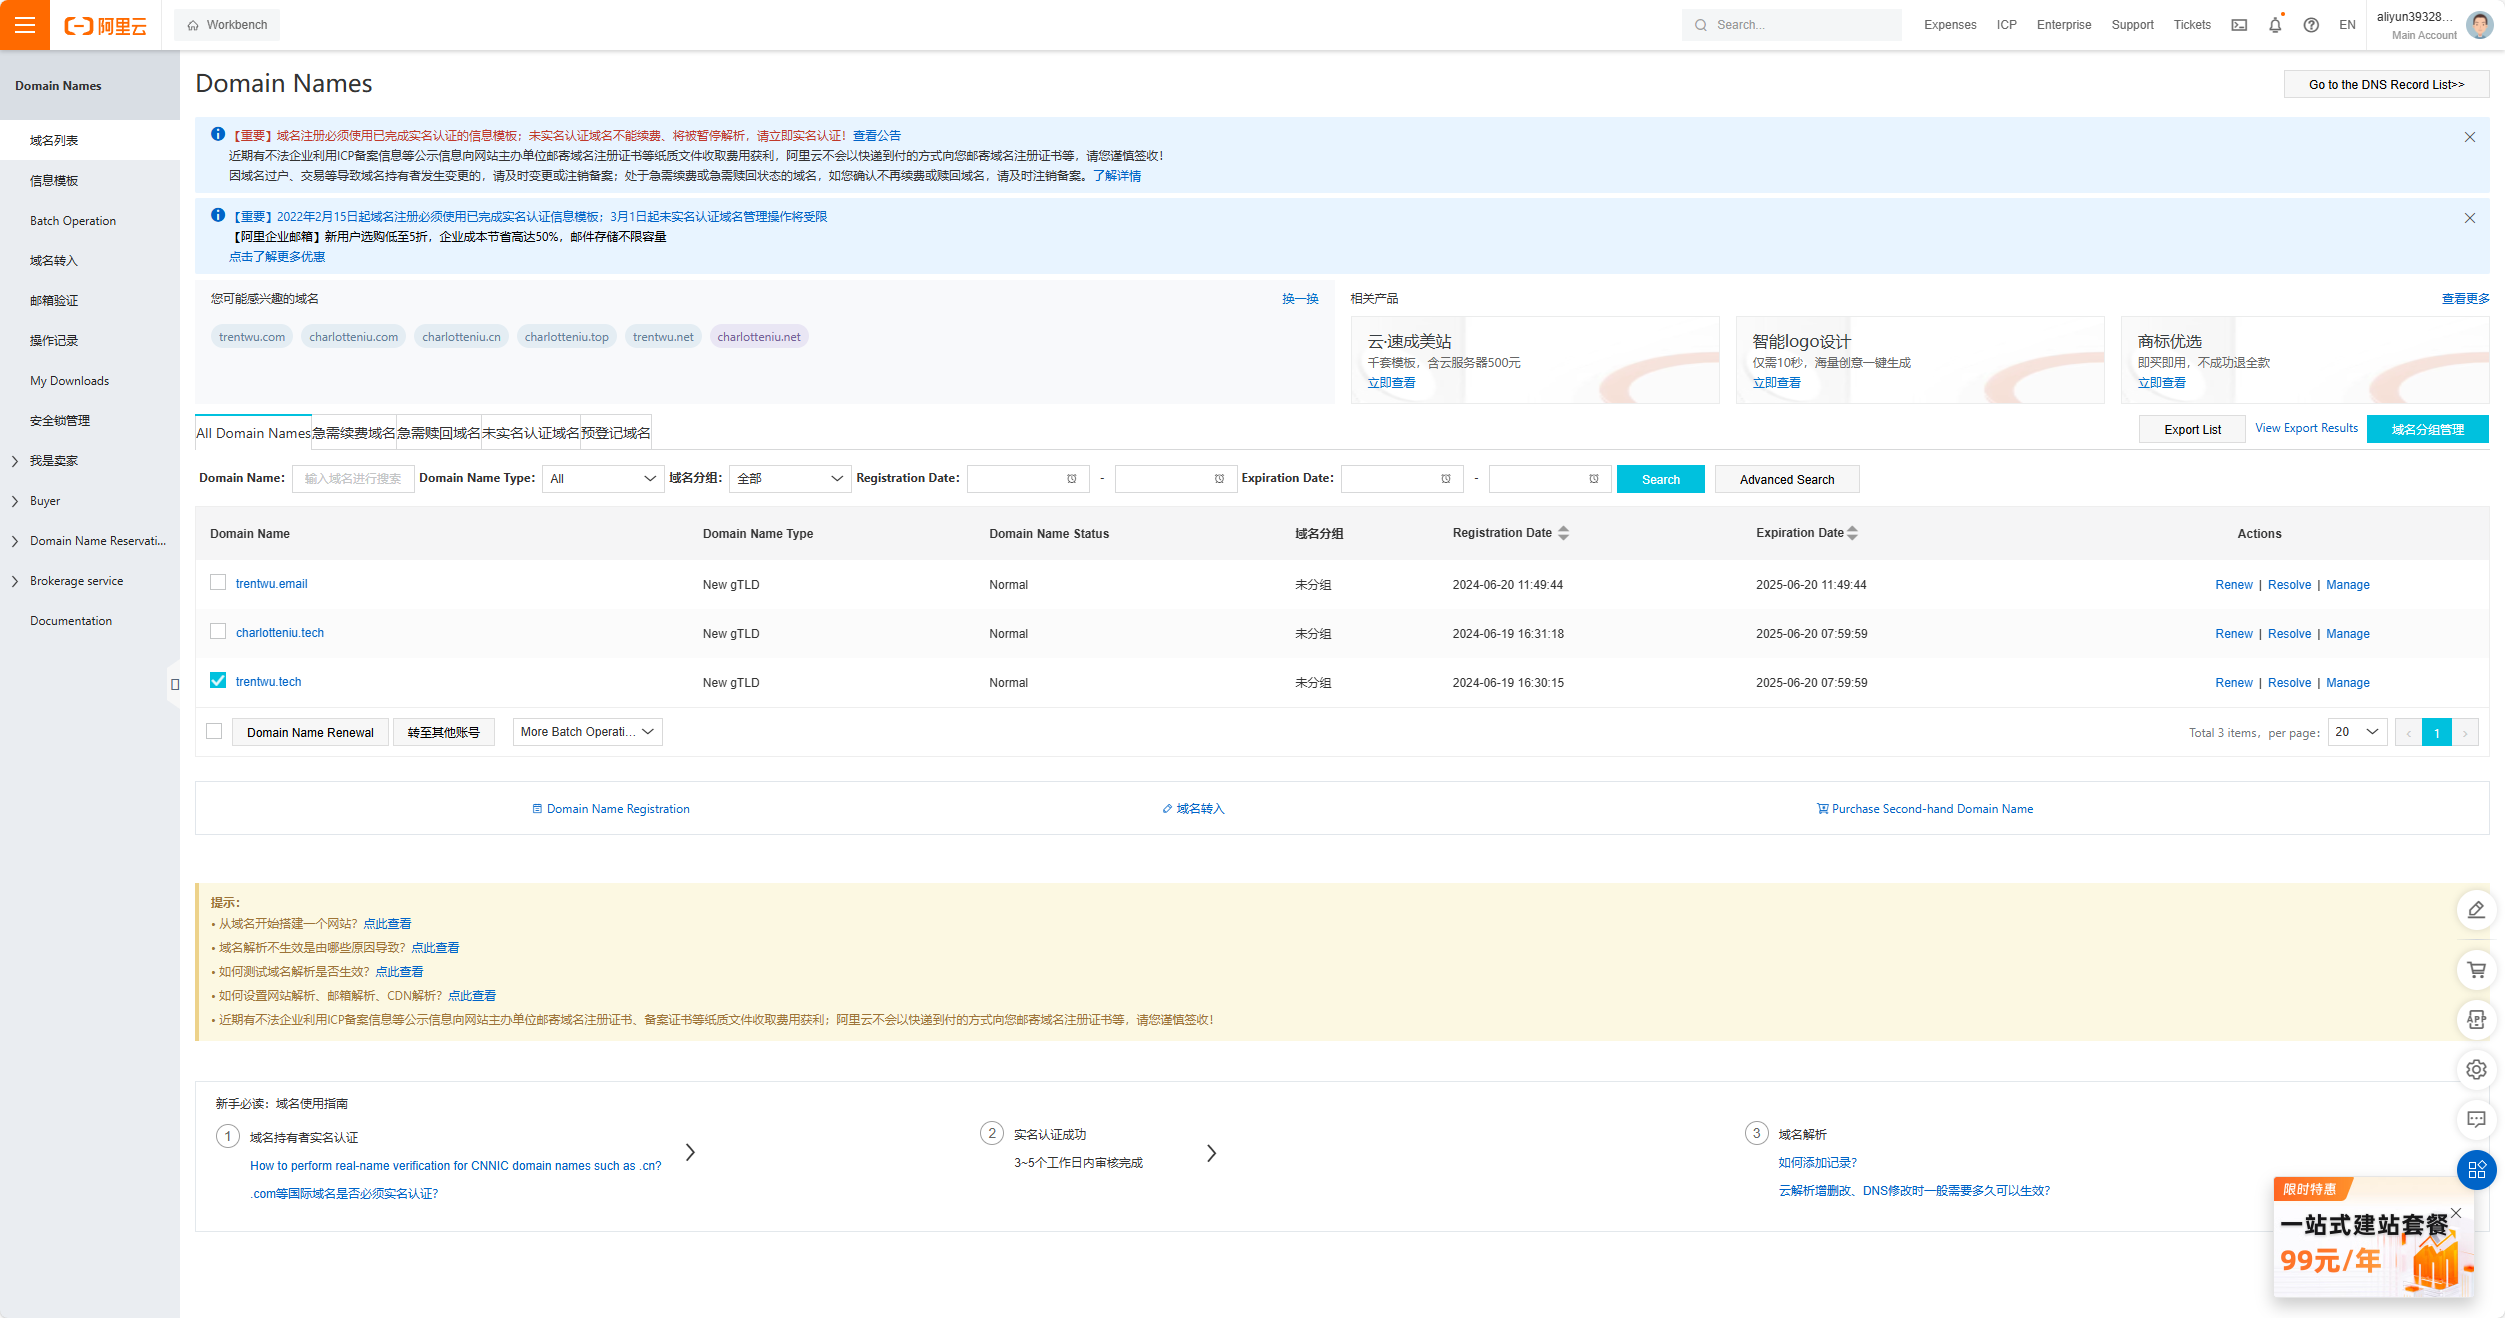 阿里云
Workbench
Search...
Expenses
ICP
Enterprise
Support
Tickets
EN
aliyun39328...
Main Account
Domain Names
域名列表
信息模板
Batch Operation
域名转入
邮箱验证
操作记录
My Downloads
安全锁管理
我是卖家
Buyer
Domain Name Reservati...
Brokerage service
Documentation
Domain Names
Go to the DNS Record List>>
【重要】域名注册必须使用已完成实名认证的信息模板；未实名认证域名不能续费、将被暂停解析，请立即实名认证！查看公告
近期有不法企业利用ICP备案信息等公示信息向网站主办单位邮寄域名注册证书等纸质文件收取费用获利，阿里云不会以快递到付的方式向您邮寄域名注册证书等，请您谨慎签收！
因域名过户、交易等导致域名持有者发生变更的，请及时变更或注销备案；处于急需续费或急需赎回状态的域名，如您确认不再续费或赎回域名，请及时注销备案。了解详情
【重要】2022年2月15日起域名注册必须使用已完成实名认证信息模板；3月1日起未实名认证域名管理操作将受限
【阿里企业邮箱】新用户选购低至5折，企业成本节省高达50%，邮件存储不限容量
点击了解更多优惠
您可能感兴趣的域名
换一换
trentwu.com
charlotteniu.com
charlotteniu.cn
charlotteniu.top
trentwu.net
charlotteniu.net
相关产品
查看更多
云·速成美站
千套模板，含云服务器500元
立即查看
智能logo设计
仅需10秒，海量创意一键生成
立即查看
商标优选
即买即用，不成功退全款
立即查看
All Domain Names
急需续费域名
急需赎回域名
未实名认证域名
预登记域名
Export List
View Export Results
域名分组管理
Domain Name:
输入域名进行搜索
Domain Name Type:
All
域名分组:
全部
Registration Date:
-
Expiration Date:
-
Search
Advanced Search
Domain Name
Domain Name Type
Domain Name Status
域名分组
Registration Date
Expiration Date
Actions
trentwu.email
New gTLD
Normal
未分组
2024-06-20 11:49:44
2025-06-20 11:49:44
Renew | Resolve | Manage
charlotteniu.tech
New gTLD
Normal
未分组
2024-06-19 16:31:18
2025-06-20 07:59:59
Renew | Resolve | Manage
trentwu.tech
New gTLD
Normal
未分组
2024-06-19 16:30:15
2025-06-20 07:59:59
Renew | Resolve | Manage
Domain Name Renewal
转至其他账号
More Batch Operati...
Total 3 items, per page:
20
1
Domain Name Registration
域名转入
Purchase Second-hand Domain Name
提示：
• 从域名开始搭建一个网站？点此查看
• 域名解析不生效是由哪些原因导致？点此查看
• 如何测试域名解析是否生效？点此查看
• 如何设置网站解析、邮箱解析、CDN解析？点此查看
• 近期有不法企业利用ICP备案信息等公示信息向网站主办单位邮寄域名注册证书、备案证书等纸质文件收取费用获利；阿里云不会以快递到付的方式向您邮寄域名注册证书等，请您谨慎签收！
APP
新手必读：域名使用指南
1
域名持有者实名认证
How to perform real-name verification for CNNIC domain names such as .cn?
.com等国际域名是否必须实名认证？
2
实名认证成功
3~5个工作日内审核完成
3
域名解析
如何添加记录？
云解析增删改、DNS修改时一般需要多久可以生效？
限时特惠
一站式建站套餐
99元/年